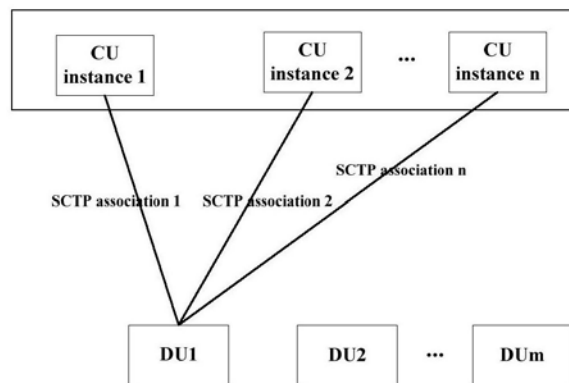 CU
instance 1
CU
instance 2
...
CU
instance n
SCTP association n
SCTP association 1
SCTP association 2
DU1
DU2
...
DUm